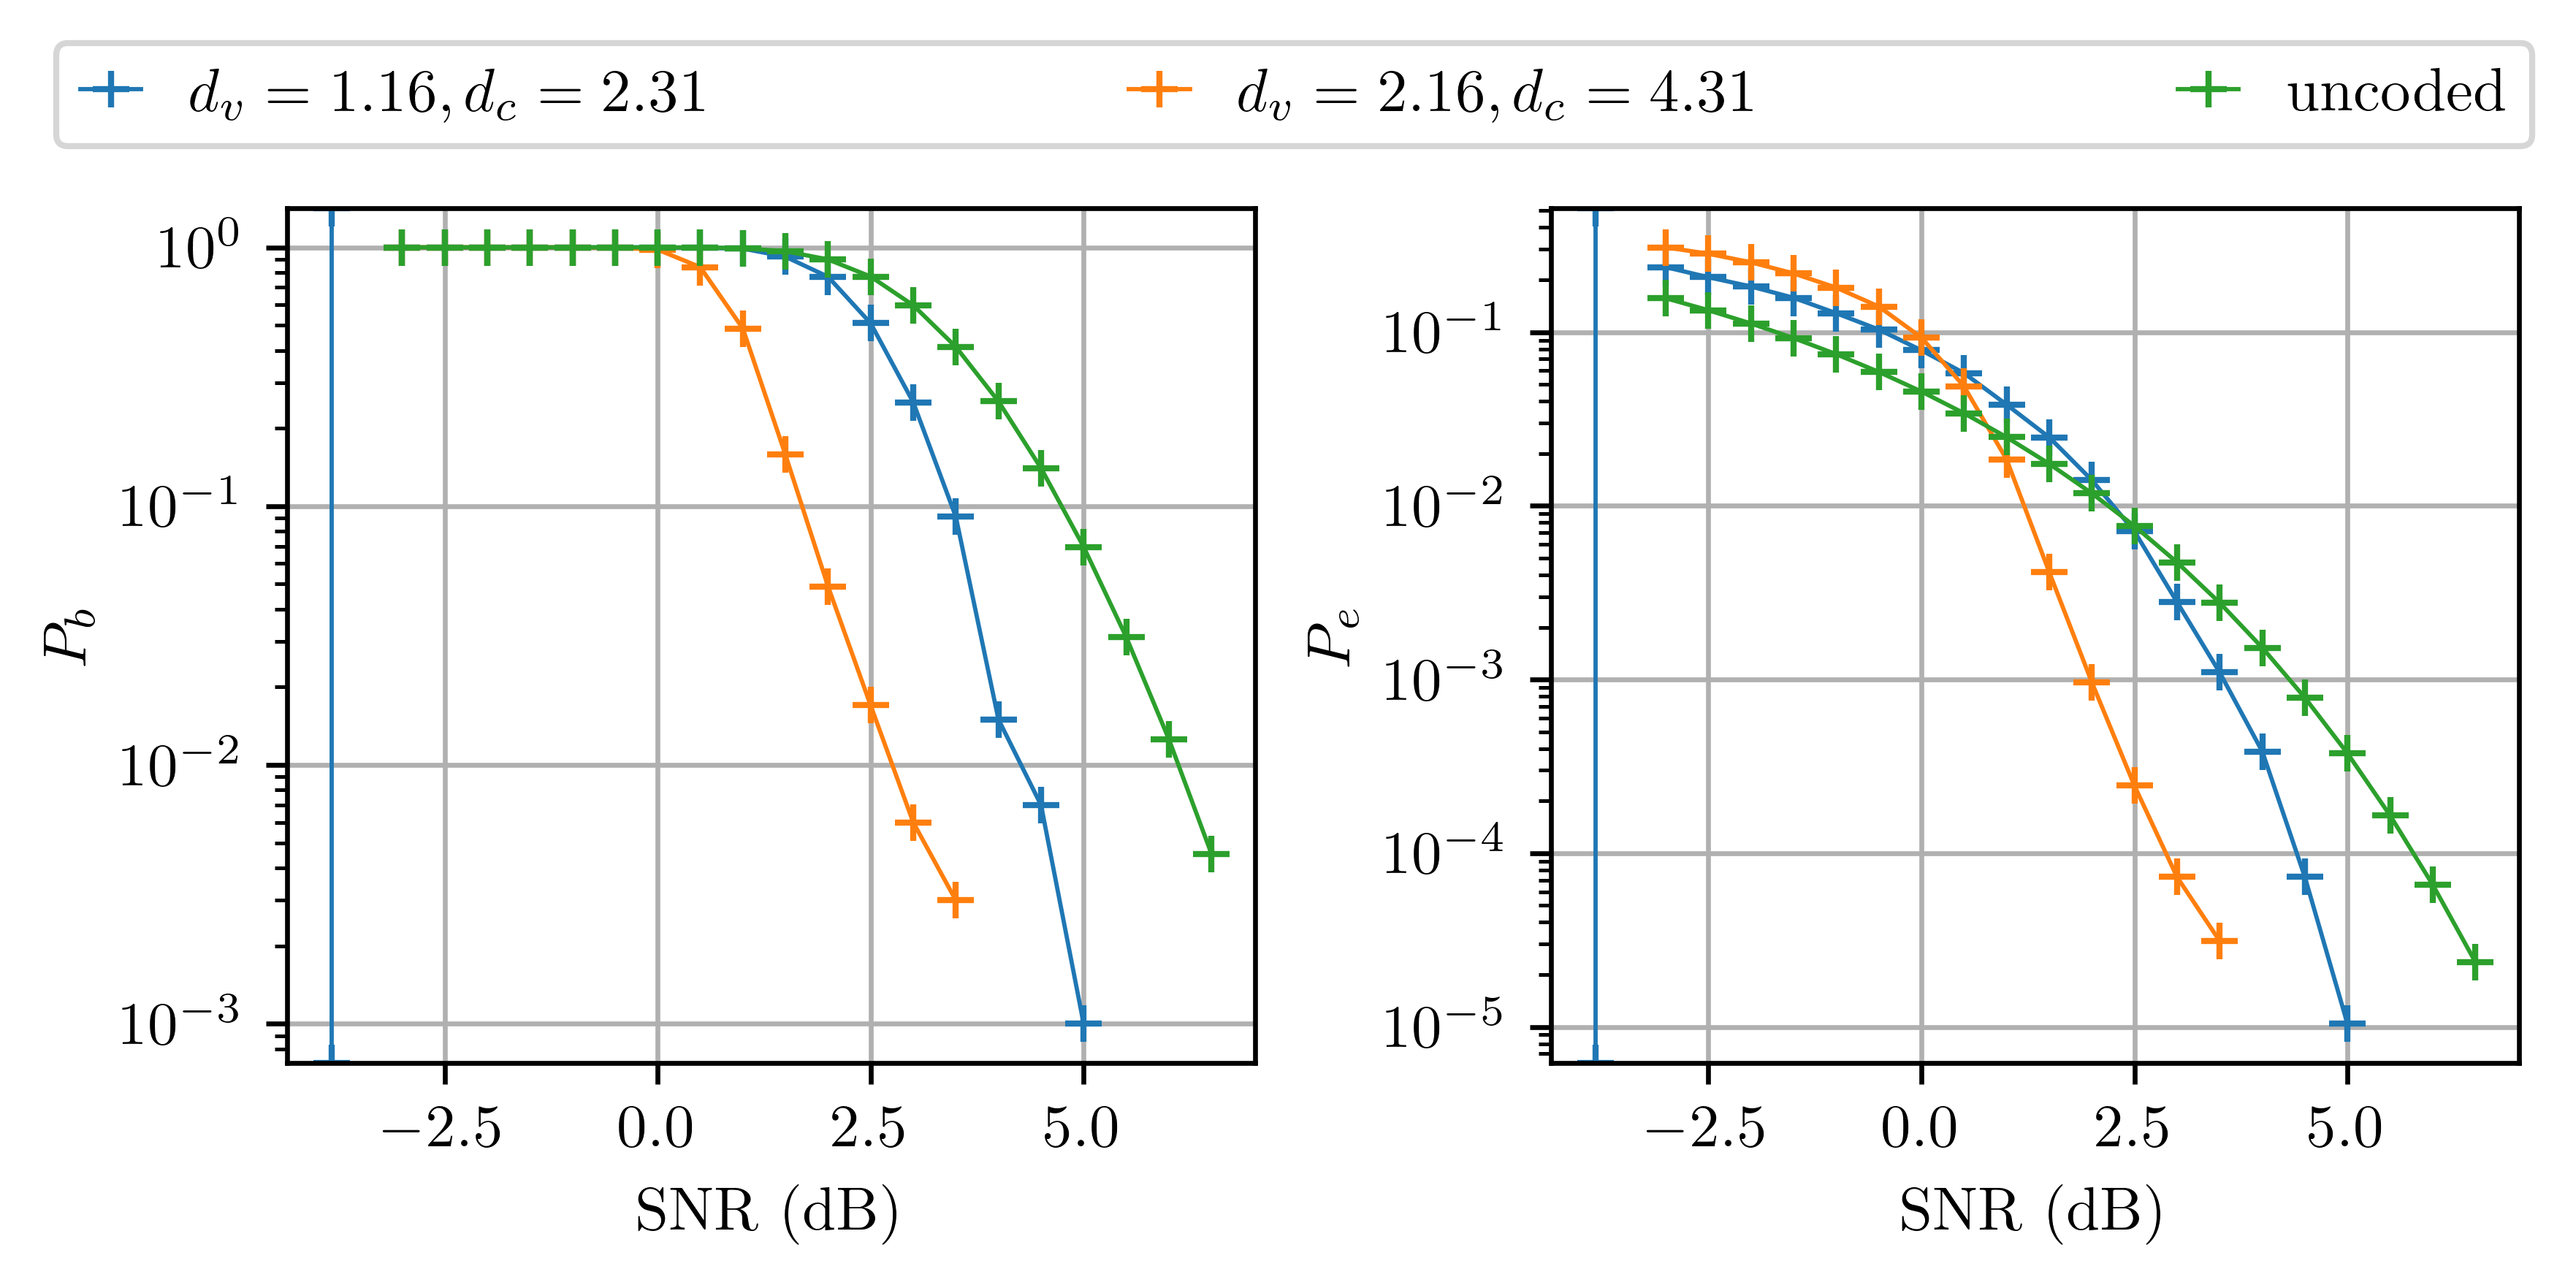 d_v = 1.16, d_c = 2.31
d_v = 2.16, d_c = 4.31
uncoded
10^0
10^{-1}
10^{-2}
10^{-3}
P_b
−2.5 0.0 2.5 5.0
SNR (dB)
10^{-1}
10^{-2}
10^{-3}
10^{-4}
10^{-5}
P_e
−2.5 0.0 2.5 5.0
SNR (dB)